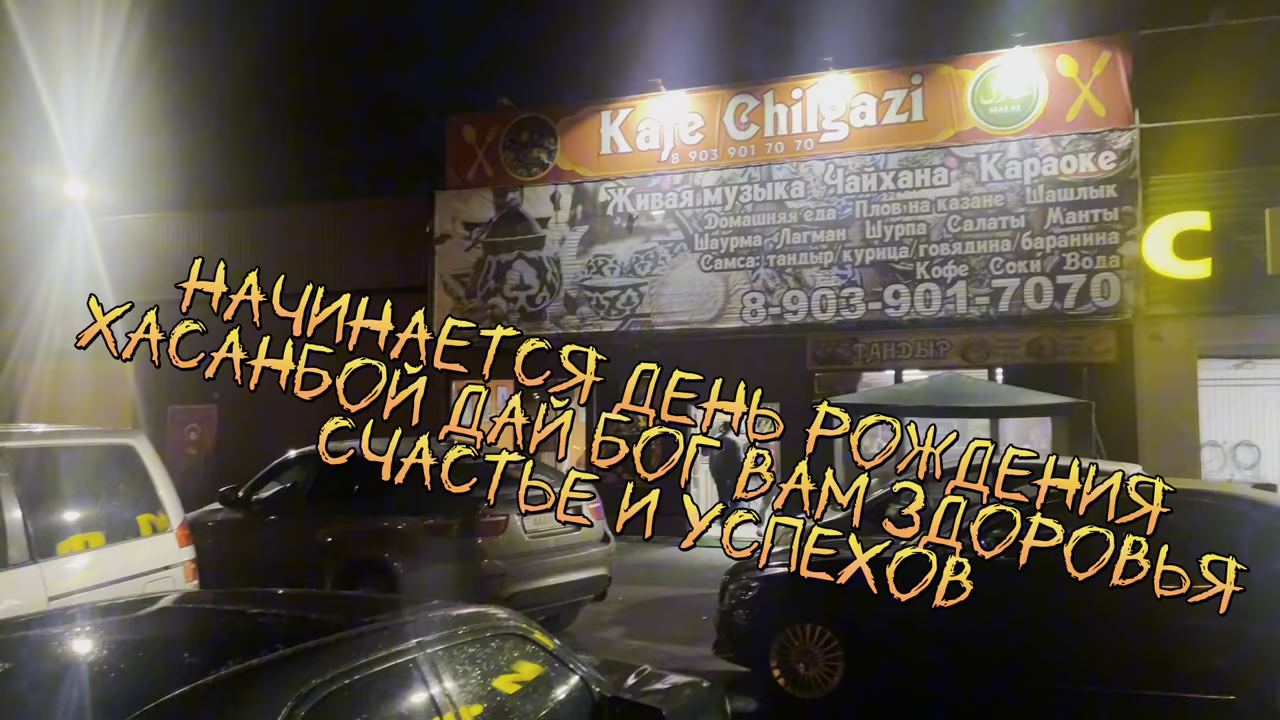 Kafe Chilgazi
8 903 901 70 70
HALAL
Живая музыка Чайхана Караоке
Домашняя еда Плов на казане Шашлык
Шаурма Лагман Шурпа Салаты Манты
Самса: тандыр/курица/говядина/баранина
Кофе Соки Вода
8-903-901-7070
С
ТАНДЫР
НАЧИНАЕТСЯ ДЕНЬ РОЖДЕНИЯ
ХАСАНБОЙ ДАЙ БОГ ВАМ ЗДОРОВЬЯ
СЧАСТЬЕ И УСПЕХОВ